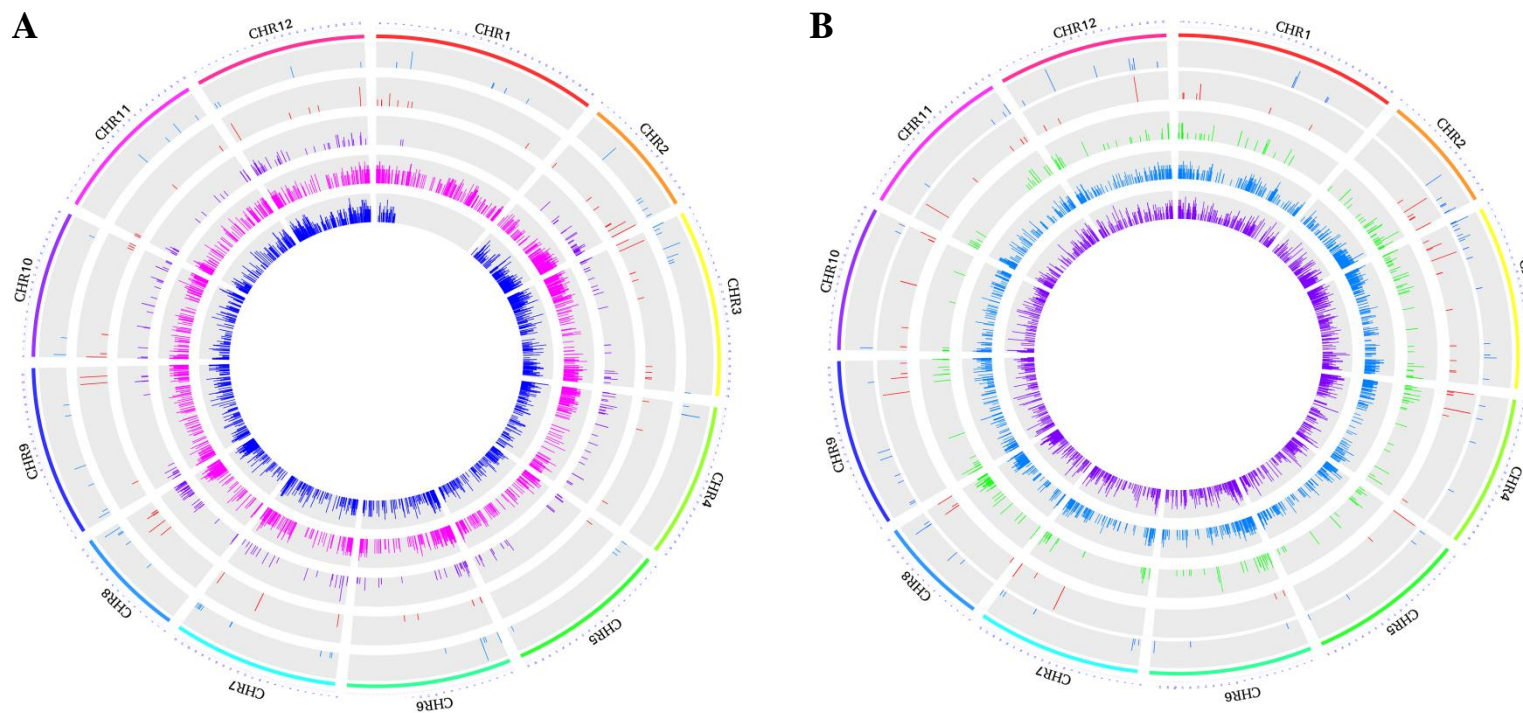 A
CHR1
CHR2
CHR3
CHR4
CHR5
CHR6
CHR7
CHR8
CHR9
CHR10
CHR11
CHR12
B
CHR1
CHR2
CHR4
CHR5
CHR6
CHR7
CHR8
CHR9
CHR10
CHR11
CHR12